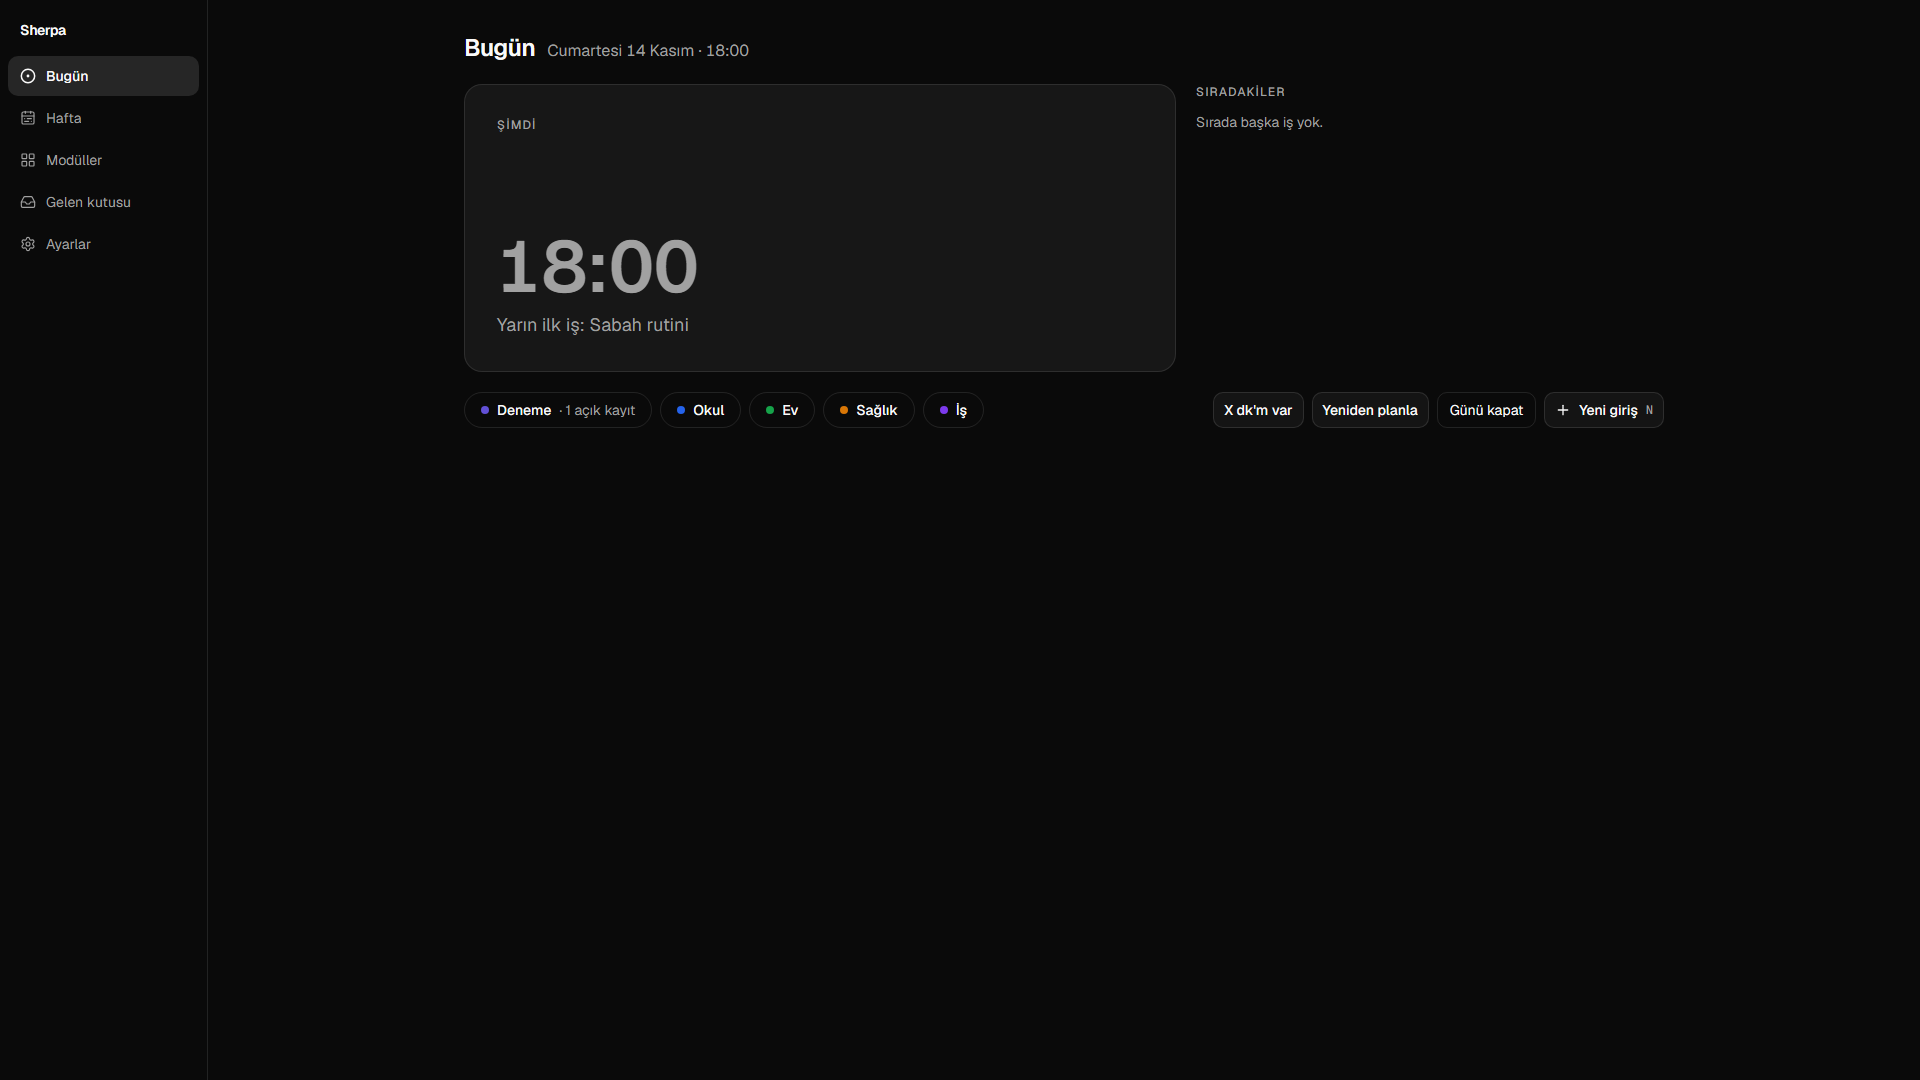 Sherpa
Bugün
Hafta
Modüller
Gelen kutusu
Ayarlar
Bugün Cumartesi 14 Kasım · 18:00
ŞİMDİ
18:00
Yarın ilk iş: Sabah rutini
SIRADAKİLER
Sırada başka iş yok.
Deneme · 1 açık kayıt Okul Ev Sağlık İş
X dk'm var Yeniden planla Günü kapat + Yeni giriş N